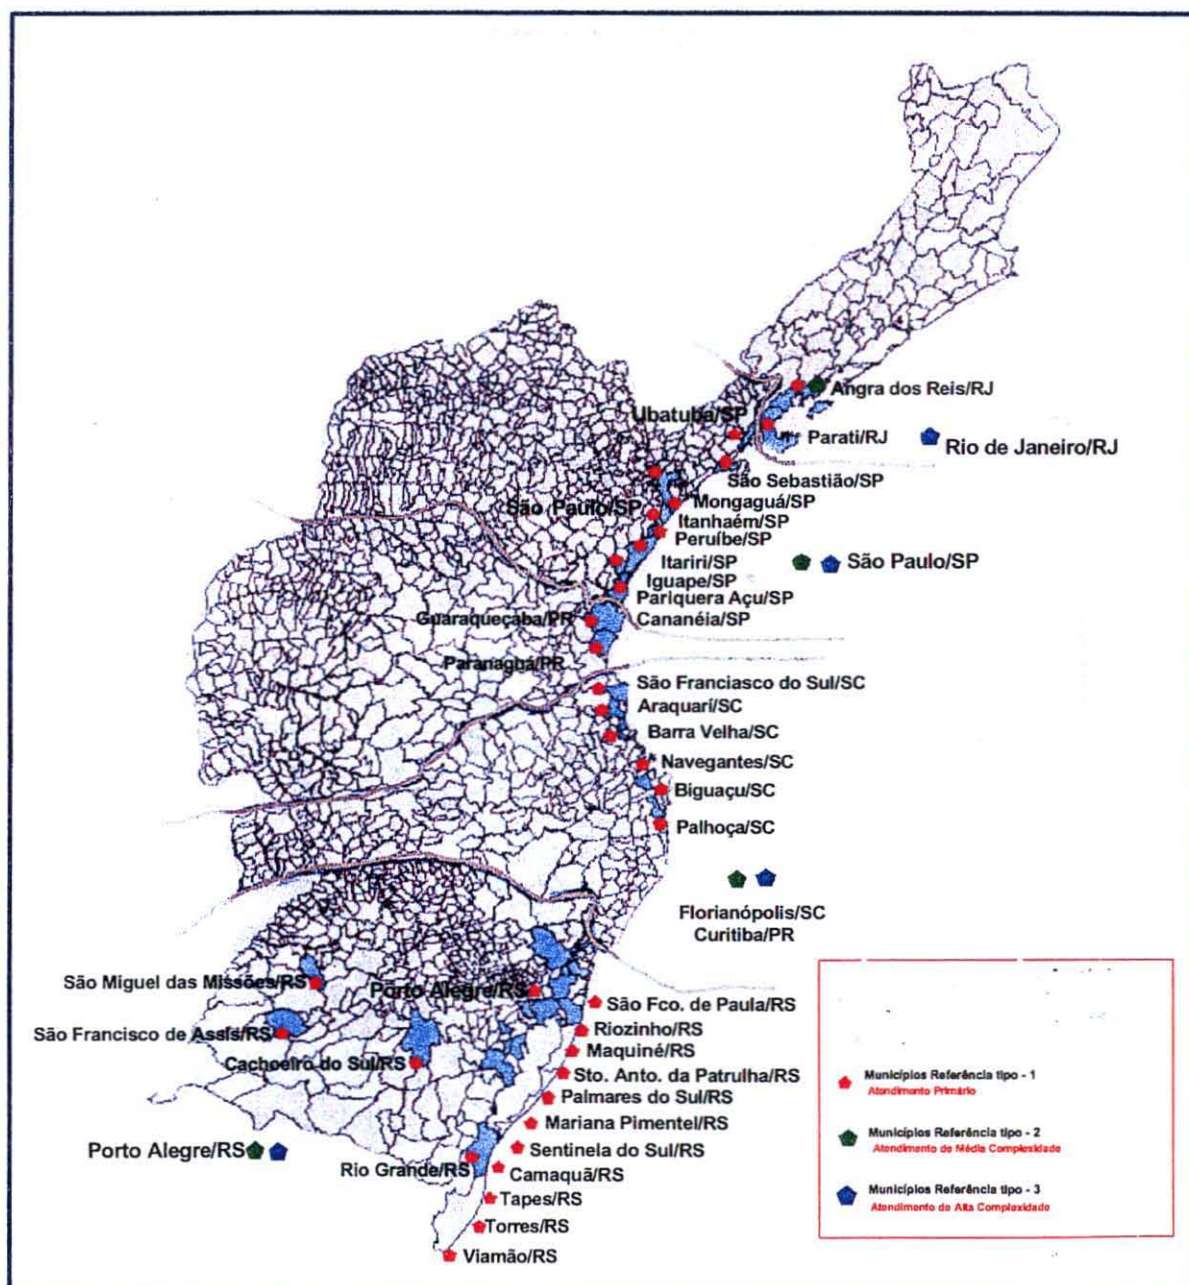 Angra dos Reis/RJ
Ubatuba/SP
Parati/RJ
Rio de Janeiro/RJ
São Sebastião/SP
Mongaguá/SP
São Paulo/SP
Itanhaém/SP
Peruíbe/SP
Itariri/SP
São Paulo/SP
Iguape/SP
Pariquera Açu/SP
Guaraqueçaba/PR
Cananéia/SP
Paranaguá/PR
São Franciasco do Sul/SC
Araquarí/SC
Barra Velha/SC
Navegantes/SC
Biguaçu/SC
Palhoça/SC
Florianópolis/SC
Curitiba/PR
São Miguel das Missões/RS
Porto Alegre/RS
São Fco. de Paula/RS
São Francisco de Assis/RS
Riozinho/RS
Maquiné/RS
Cachoeiro do Sul/RS
Sto. Anto. da Patrulha/RS
Palmares do Sul/RS
Mariana Pimentel/RS
Porto Alegre/RS
Sentinela do Sul/RS
Rio Grande/RS
Camaquã/RS
Tapes/RS
Torres/RS
Viamão/RS
Municípios Referência tipo - 1
Atendimento Primário
Municípios Referência tipo - 2
Atendimento de Média Complexidade
Municípios Referência tipo - 3
Atendimento de Alta Complexidade